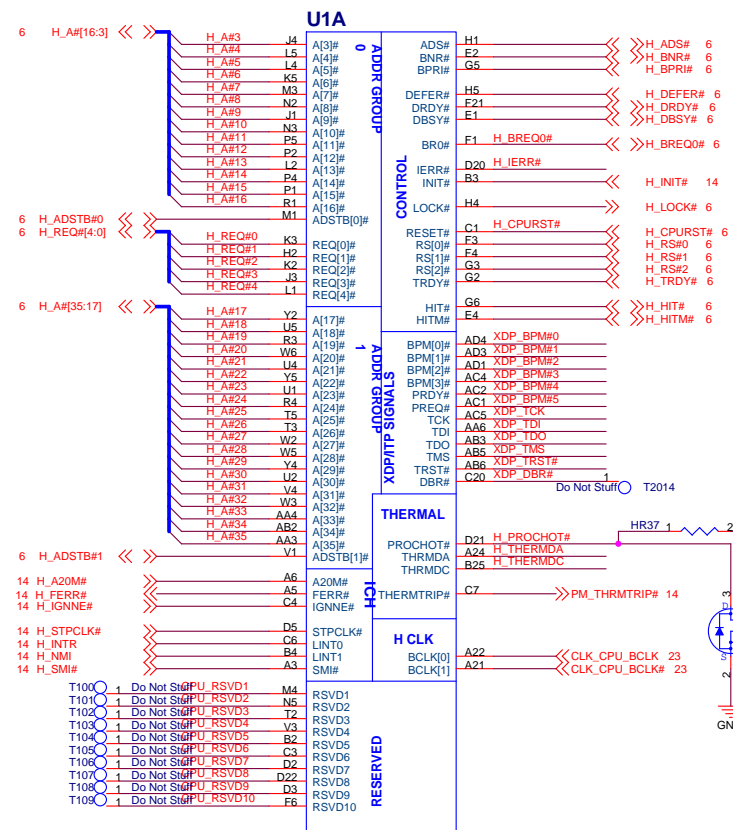 U1A
6 H_A#[16:3]
H_A#3 J4 A[3]#
H_A#4 L5 A[4]#
H_A#5 L4 A[5]#
H_A#6 K5 A[6]#
H_A#7 M3 A[7]#
H_A#8 N2 A[8]#
H_A#9 J1 A[9]#
H_A#10 N3 A[10]#
H_A#11 P5 A[11]#
H_A#12 P2 A[12]#
H_A#13 L2 A[13]#
H_A#14 P4 A[14]#
H_A#15 P1 A[15]#
H_A#16 R1 A[16]#
6 H_ADSTB#0 M1 ADSTB[0]#
6 H_REQ#[4:0]
H_REQ#0 K3 REQ[0]#
H_REQ#1 H2 REQ[1]#
H_REQ#2 K2 REQ[2]#
H_REQ#3 J3 REQ[3]#
H_REQ#4 L1 REQ[4]#
ADDR GROUP 0
6 H_A#[35:17]
H_A#17 Y2 A[17]#
H_A#18 U5 A[18]#
H_A#19 R3 A[19]#
H_A#20 W6 A[20]#
H_A#21 U4 A[21]#
H_A#22 Y5 A[22]#
H_A#23 U1 A[23]#
H_A#24 R4 A[24]#
H_A#25 T5 A[25]#
H_A#26 T3 A[26]#
H_A#27 W2 A[27]#
H_A#28 W5 A[28]#
H_A#29 Y4 A[29]#
H_A#30 U2 A[30]#
H_A#31 V4 A[31]#
H_A#32 W3 A[32]#
H_A#33 AA4 A[33]#
H_A#34 AB2 A[34]#
H_A#35 AA3 A[35]#
6 H_ADSTB#1 V1 ADSTB[1]#
ADDR GROUP 1
14 H_A20M# A6 A20M#
14 H_FERR# A5 FERR#
14 H_IGNNE# C4 IGNNE#
14 H_STPCLK# D5 STPCLK#
14 H_INTR C6 LINT0
14 H_NMI B4 LINT1
14 H_SMI# A3 SMI#
ICH
T100 1 Do Not Stuff CPU_RSVD1 M4 RSVD1
T101 1 Do Not Stuff CPU_RSVD2 N5 RSVD2
T102 1 Do Not Stuff CPU_RSVD3 T2 RSVD3
T103 1 Do Not Stuff CPU_RSVD4 V3 RSVD4
T104 1 Do Not Stuff CPU_RSVD5 B2 RSVD5
T105 1 Do Not Stuff CPU_RSVD6 C3 RSVD6
T106 1 Do Not Stuff CPU_RSVD7 D2 RSVD7
T107 1 Do Not Stuff CPU_RSVD8 D22 RSVD8
T108 1 Do Not Stuff CPU_RSVD9 D3 RSVD9
T109 1 Do Not Stuff CPU_RSVD10 F6 RSVD10
RESERVED
ADS# H1 H_ADS# 6
BNR# E2 H_BNR# 6
BPRI# G5 H_BPRI# 6
DEFER# H5 H_DEFER# 6
DRDY# F21 H_DRDY# 6
DBSY# E1 H_DBSY# 6
BR0# F1 H_BREQ0# H_BREQ0# 6
IERR# D20 H_IERR#
INIT# B3 H_INIT# 14
LOCK# H4 H_LOCK# 6
RESET# C1 H_CPURST# H_CPURST# 6
RS[0]# F3 H_RS#0 6
RS[1]# F4 H_RS#1 6
RS[2]# G3 H_RS#2 6
TRDY# G2 H_TRDY# 6
HIT# G6 H_HIT# 6
HITM# E4 H_HITM# 6
CONTROL
BPM[0]# AD4 XDP_BPM#0
BPM[1]# AD3 XDP_BPM#1
BPM[2]# AD1 XDP_BPM#2
BPM[3]# AC4 XDP_BPM#3
PRDY# AC2 XDP_BPM#4
PREQ# AC1 XDP_BPM#5
TCK AC5 XDP_TCK
TDI AA6 XDP_TDI
TDO AB3 XDP_TDO
TMS AB5 XDP_TMS
TRST# AB6 XDP_TRST#
DBR# C20 XDP_DBR# 1
Do Not Stuff T2014
XDP/ITP SIGNALS
THERMAL
HR37 1 2
PROCHOT# D21 H_PROCHOT#
THRMDA A24 H_THERMDA
THRMDC B25 H_THERMDC
THERMTRIP# C7 PM_THRMTRIP# 14
H CLK
BCLK[0] A22 CLK_CPU_BCLK 23
BCLK[1] A21 CLK_CPU_BCLK# 23
3
D
S
2
GN